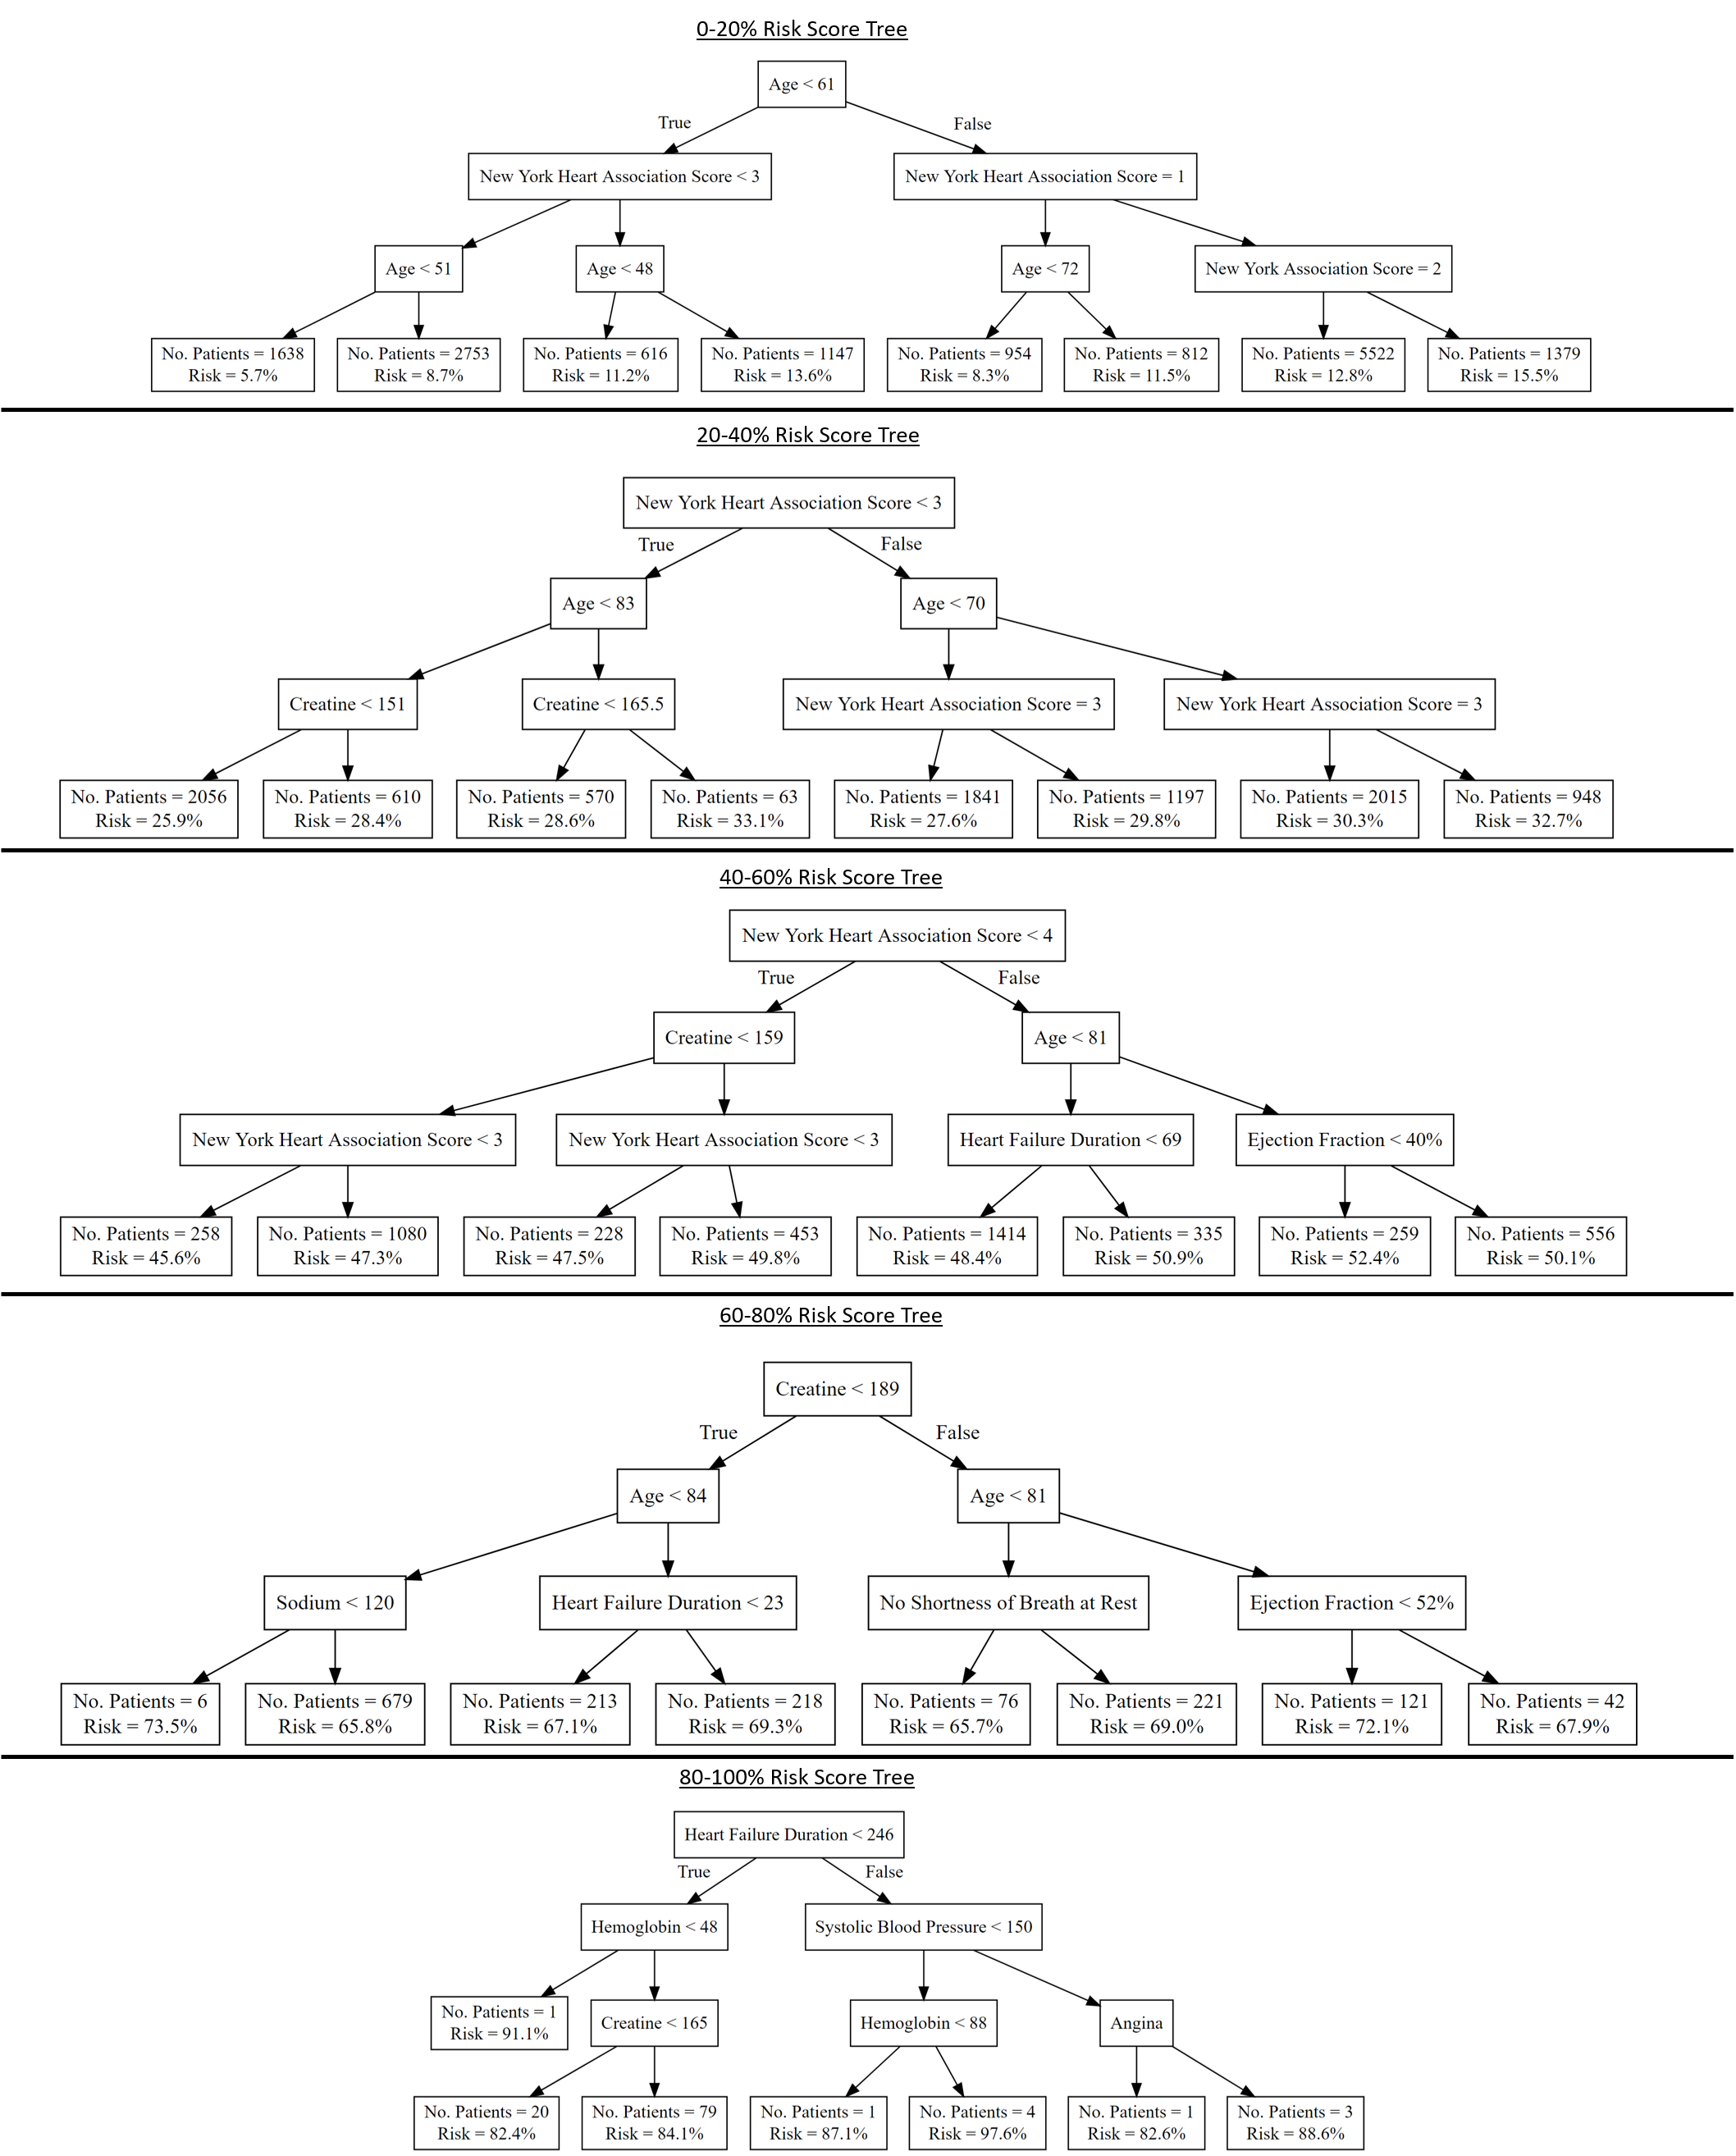 0-20% Risk Score Tree
Age < 61
True
False
New York Heart Association Score < 3
New York Heart Association Score = 1
Age < 51
Age < 48
Age < 72
New York Association Score = 2
No. Patients = 1638
Risk = 5.7%
No. Patients = 2753
Risk = 8.7%
No. Patients = 616
Risk = 11.2%
No. Patients = 1147
Risk = 13.6%
No. Patients = 954
Risk = 8.3%
No. Patients = 812
Risk = 11.5%
No. Patients = 5522
Risk = 12.8%
No. Patients = 1379
Risk = 15.5%
20-40% Risk Score Tree
New York Heart Association Score < 3
True
False
Age < 83
Age < 70
Creatine < 151
Creatine < 165.5
New York Heart Association Score = 3
New York Heart Association Score = 3
No. Patients = 2056
Risk = 25.9%
No. Patients = 610
Risk = 28.4%
No. Patients = 570
Risk = 28.6%
No. Patients = 63
Risk = 33.1%
No. Patients = 1841
Risk = 27.6%
No. Patients = 1197
Risk = 29.8%
No. Patients = 2015
Risk = 30.3%
No. Patients = 948
Risk = 32.7%
40-60% Risk Score Tree
New York Heart Association Score < 4
True
False
Creatine < 159
Age < 81
New York Heart Association Score < 3
New York Heart Association Score < 3
Heart Failure Duration < 69
Ejection Fraction < 40%
No. Patients = 258
Risk = 45.6%
No. Patients = 1080
Risk = 47.3%
No. Patients = 228
Risk = 47.5%
No. Patients = 453
Risk = 49.8%
No. Patients = 1414
Risk = 48.4%
No. Patients = 335
Risk = 50.9%
No. Patients = 259
Risk = 52.4%
No. Patients = 556
Risk = 50.1%
60-80% Risk Score Tree
Creatine < 189
True
False
Age < 84
Age < 81
Sodium < 120
Heart Failure Duration < 23
No Shortness of Breath at Rest
Ejection Fraction < 52%
No. Patients = 6
Risk = 73.5%
No. Patients = 679
Risk = 65.8%
No. Patients = 213
Risk = 67.1%
No. Patients = 218
Risk = 69.3%
No. Patients = 76
Risk = 65.7%
No. Patients = 221
Risk = 69.0%
No. Patients = 121
Risk = 72.1%
No. Patients = 42
Risk = 67.9%
80-100% Risk Score Tree
Heart Failure Duration < 246
True
False
Hemoglobin < 48
Systolic Blood Pressure < 150
No. Patients = 1
Risk = 91.1%
Creatine < 165
Hemoglobin < 88
Angina
No. Patients = 20
Risk = 82.4%
No. Patients = 79
Risk = 84.1%
No. Patients = 1
Risk = 87.1%
No. Patients = 4
Risk = 97.6%
No. Patients = 1
Risk = 82.6%
No. Patients = 3
Risk = 88.6%